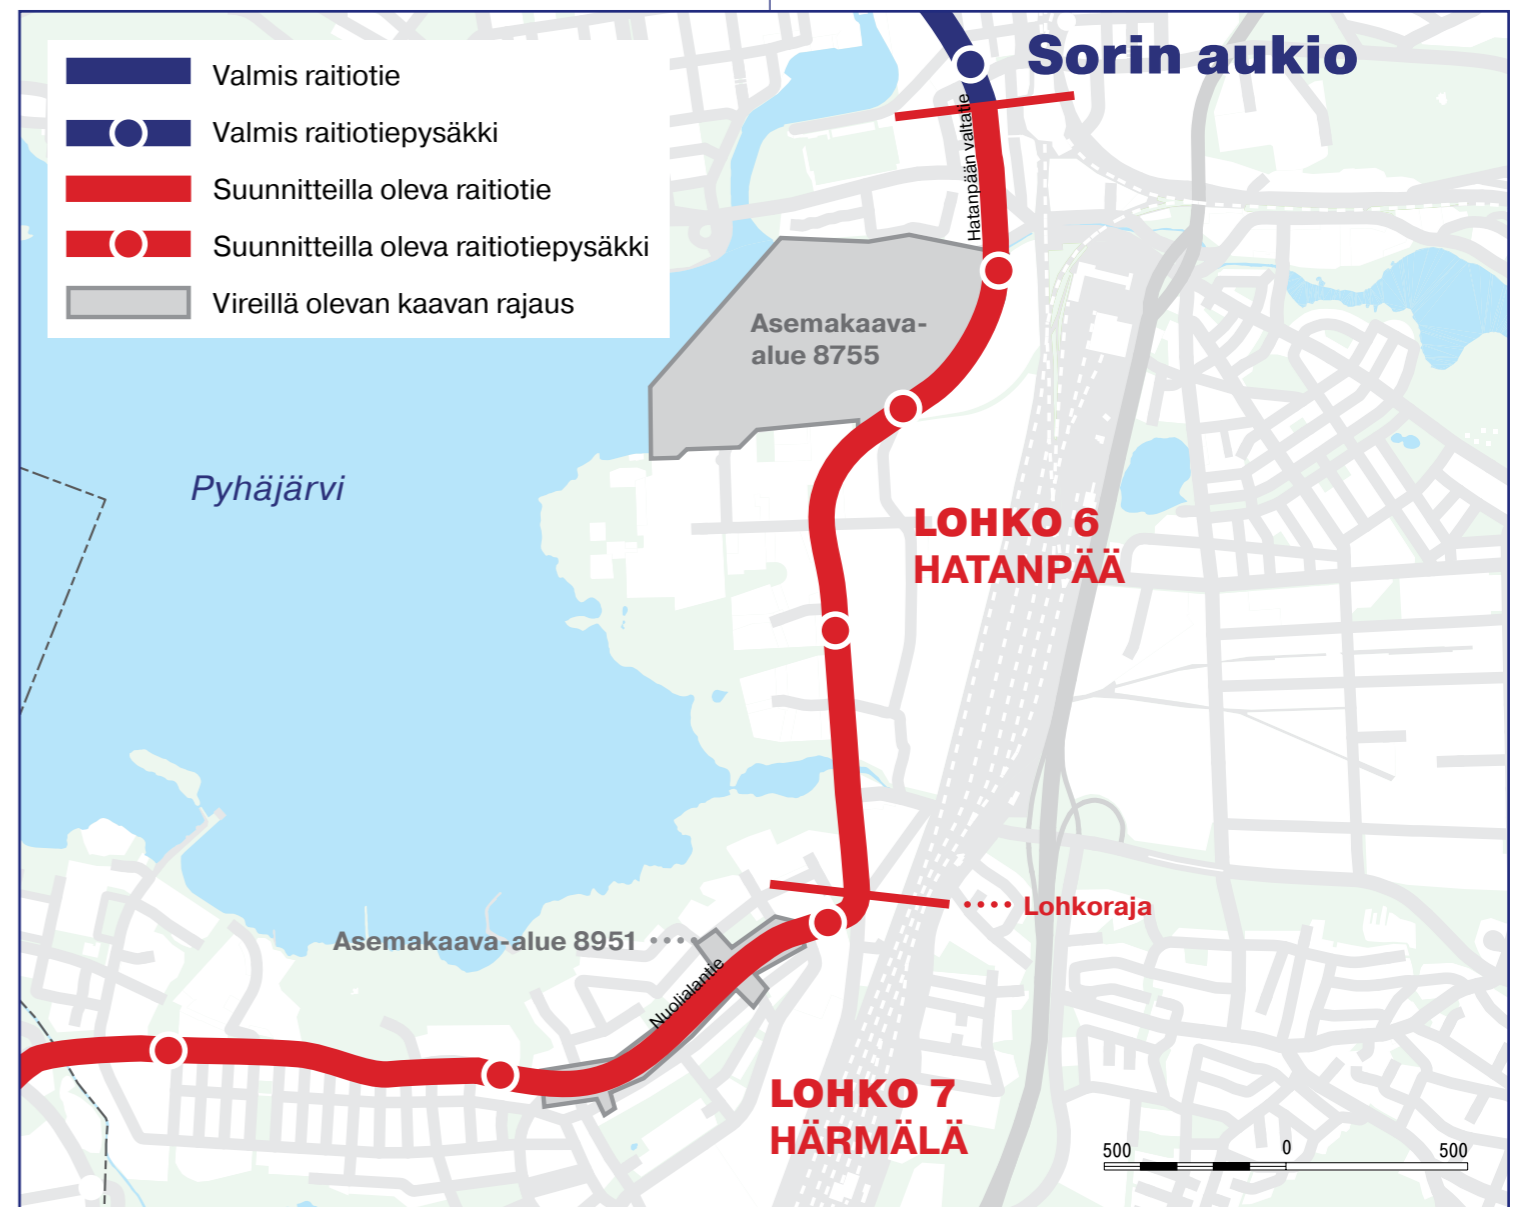 Valmis raitiotie
Valmis raitiotiepysäkki
Suunnitteilla oleva raitiotie
Suunnitteilla oleva raitiotiepysäkki
Vireillä olevan kaavan rajaus
Sorin aukio
Hatanpään valtatie
Asemakaava-
alue 8755
Pyhäjärvi
LOHKO 6
HATANPÄÄ
Lohkoraja
Asemakaava-alue 8951
Nuolialantie
LOHKO 7
HÄRMÄLÄ
500 0 500